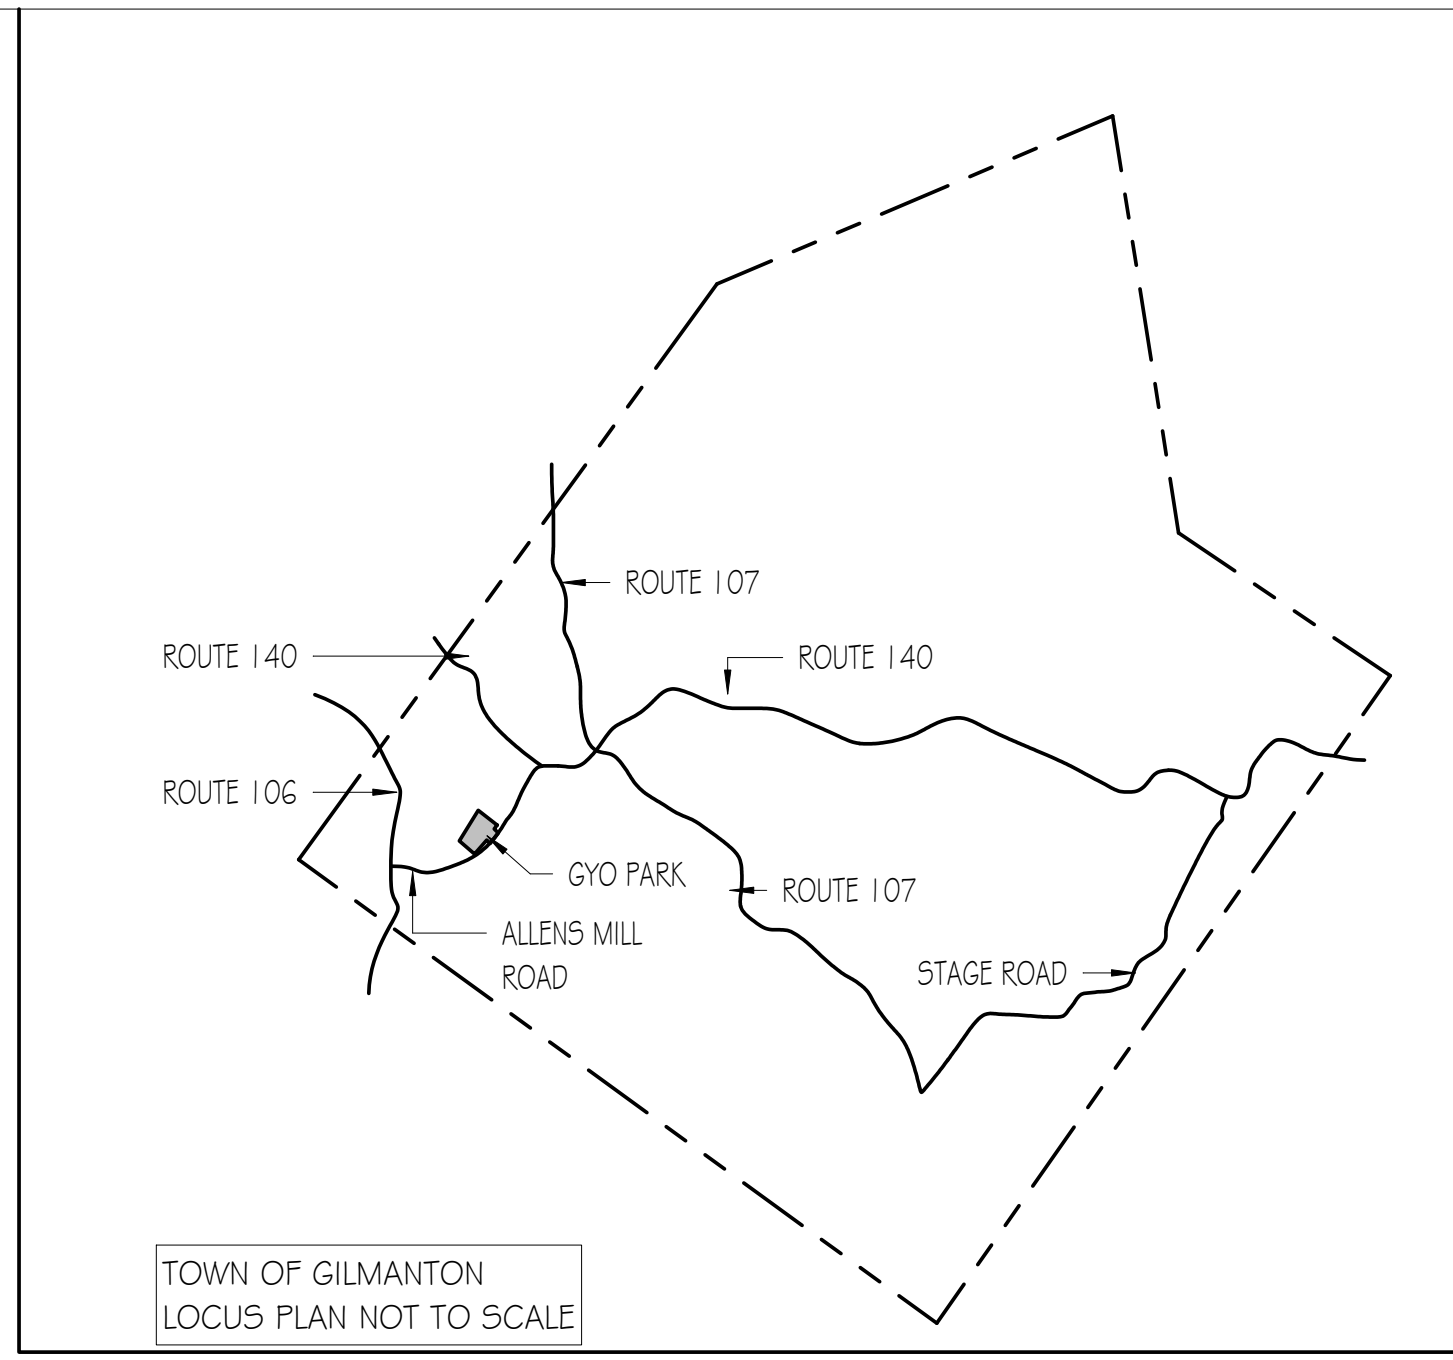 ROUTE 107
ROUTE 140
ROUTE 140
ROUTE 106
GYO PARK
ROUTE 107
ALLENS MILL
ROAD
STAGE ROAD
TOWN OF GILMANTON
LOCUS PLAN NOT TO SCALE